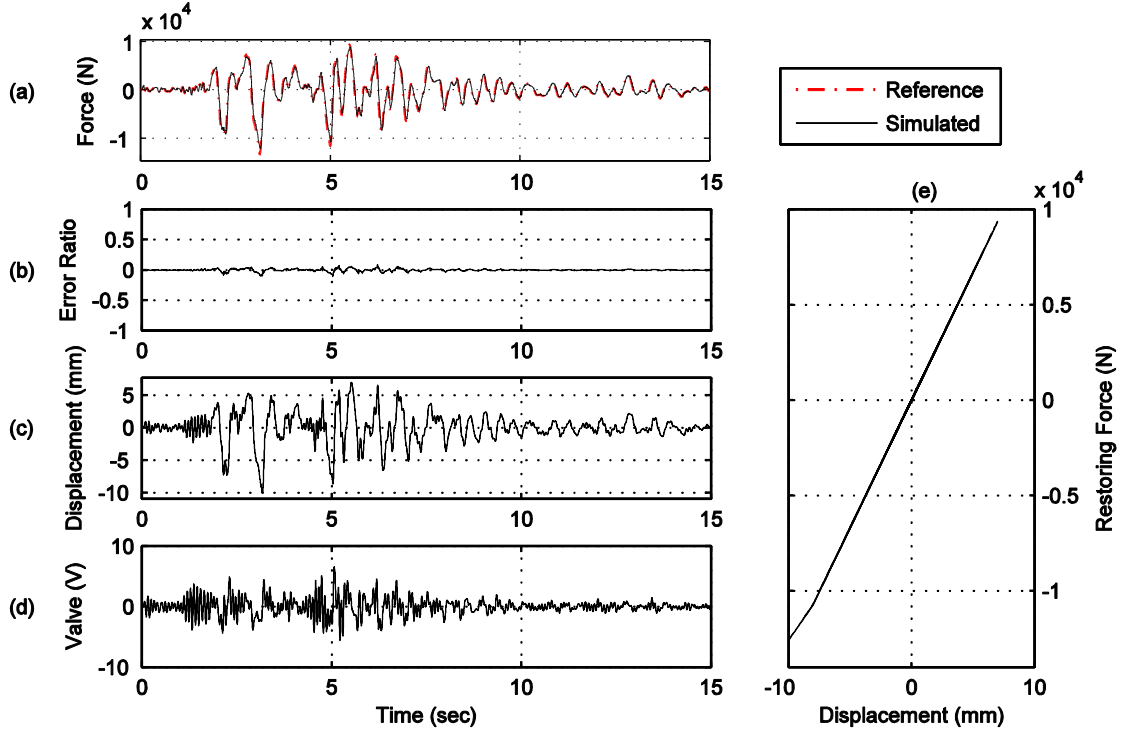 x 10^4
(a)
Force (N)
1
0
-1
0
5
10
15
Reference
Simulated
(b)
Error Ratio
1
0.5
0
-0.5
-1
0
5
10
15
(c)
Displacement (mm)
5
0
-5
-10
0
5
10
15
(d)
Valve (V)
10
0
-10
0
5
10
15
Time (sec)
(e)
x 10^4
1
0.5
0
-0.5
-1
Restoring Force (N)
-10
0
10
Displacement (mm)